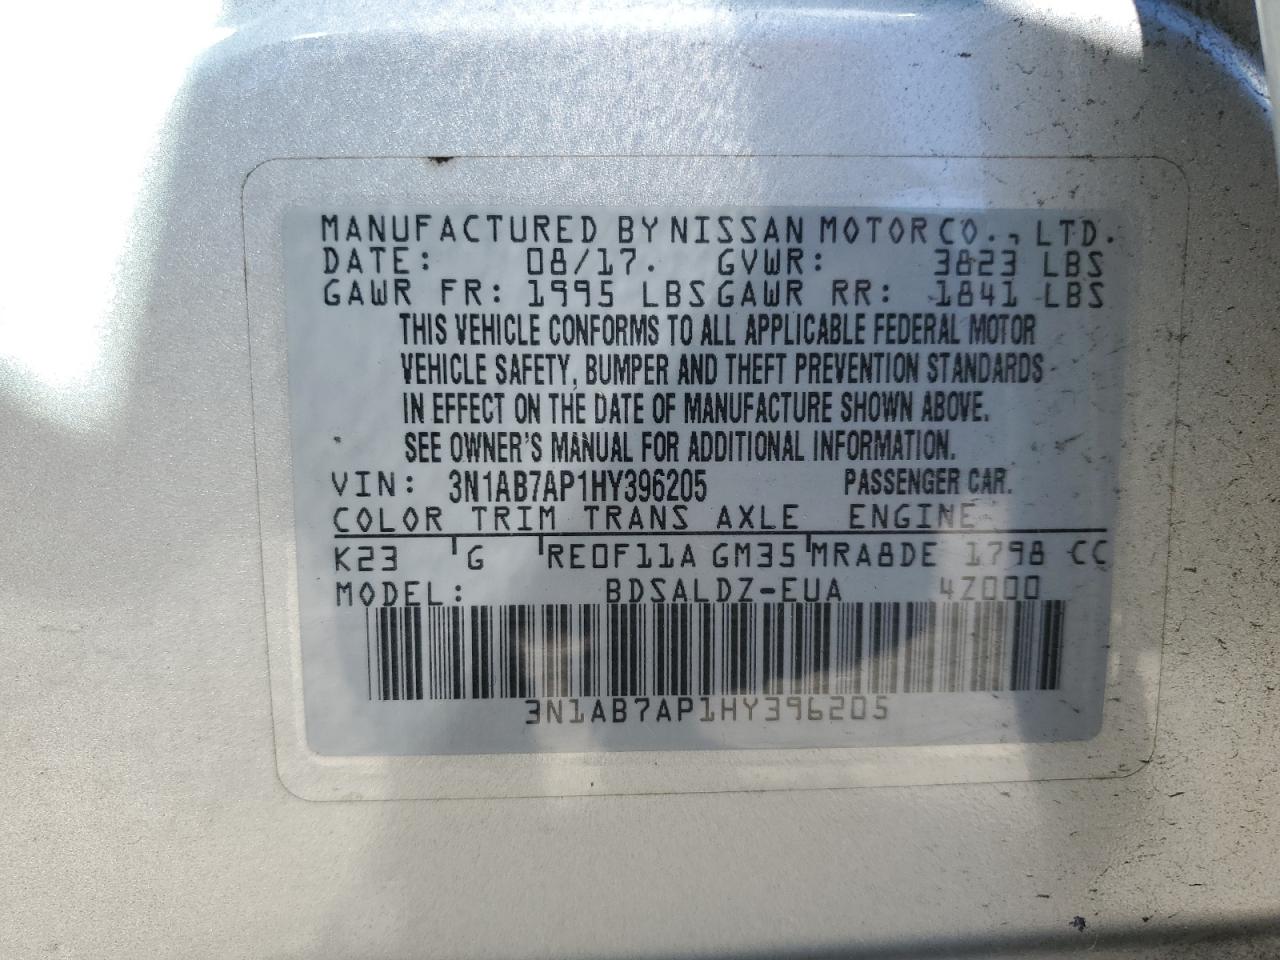 MANUFACTURED BY NISSAN MOTOR CO., LTD.
DATE: 08/17. GVWR: 3823 LBS
GAWR FR: 1995 LBS GAWR RR: 1841 LBS
THIS VEHICLE CONFORMS TO ALL APPLICABLE FEDERAL MOTOR
VEHICLE SAFETY, BUMPER AND THEFT PREVENTION STANDARDS
IN EFFECT ON THE DATE OF MANUFACTURE SHOWN ABOVE.
SEE OWNER'S MANUAL FOR ADDITIONAL INFORMATION.
VIN: 3N1AB7AP1HY396205 PASSENGER CAR.
COLOR TRIM TRANS AXLE ENGINE
K23 G RE0F11A GM35 MRA8DE 1798 CC
MODEL: BDSALDZ-EUA 4Z000
3N1AB7AP1HY396205